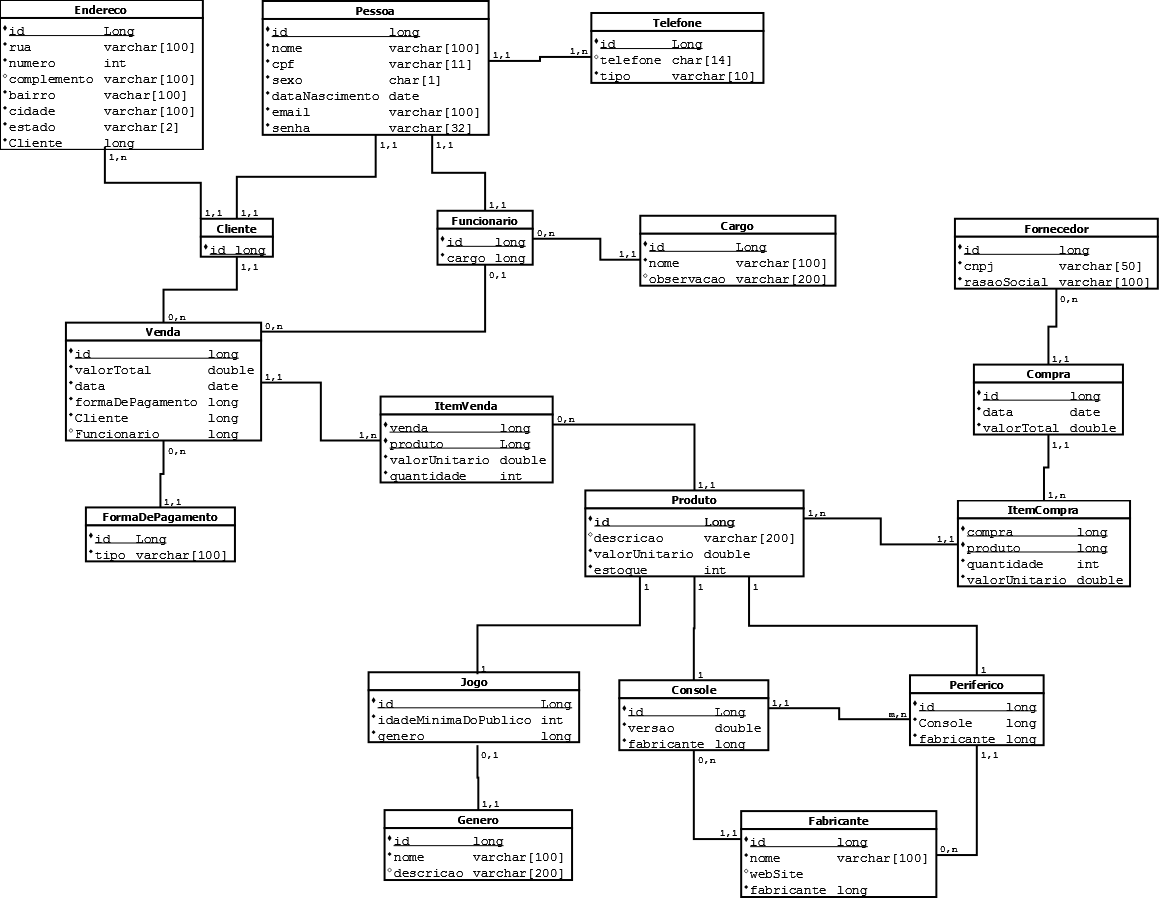 Endereco
id Long
rua varchar[100]
numero int
complemento varchar[100]
bairro vachar[100]
cidade varchar[100]
estado varchar[2]
Cliente long
1,n
Pessoa
id long
nome varchar[100]
cpf varchar[11]
sexo char[1]
dataNascimento date
email varchar[100]
senha varchar[32]
1,1
1,1
1,1
1,n
Telefone
id Long
telefone char[14]
tipo varchar[10]
1,1
1,1
Cliente
id long
1,1
1,1
Funcionario
id long
cargo long
0,n
0,1
1,1
Cargo
id Long
nome varchar[100]
observacao varchar[200]
Fornecedor
id long
cnpj varchar[50]
rasaoSocial varchar[100]
0,n
0,n
0,n
Venda
id long
valorTotal double
data date
formaDePagamento long
Cliente long
Funcionario long
1,1
0,n
1,1
Compra
id long
data date
valorTotal double
1,1
1,n
ItemVenda
venda long
produto Long
valorUnitario double
quantidade int
0,n
1,n
1,1
FormaDePagamento
id Long
tipo varchar[100]
1,1
Produto
id Long
descricao varchar[200]
valorUnitario double
estoque int
1,n
1,1
ItemCompra
compra long
produto long
quantidade int
valorUnitario double
1
1
1
1
Jogo
id Long
idadeMinimaDoPublico int
genero long
0,1
1
Console
id Long
versao double
fabricante long
1,1
0,n
1
Periferico
id long
Console long
fabricante long
m,n
1,1
1,1
Genero
id long
nome varchar[100]
descricao varchar[200]
1,1
Fabricante
id long
nome varchar[100]
webSite
fabricante long
0,n